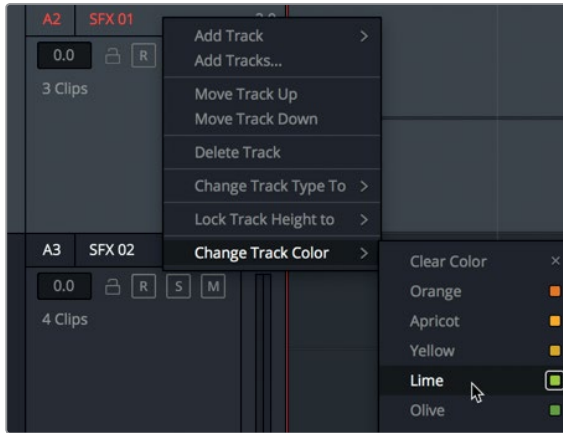 A2 SFX 01 2.0
0.0 R
3 Clips
Add Track >
Add Tracks...
Move Track Up
Move Track Down
Delete Track
Change Track Type To >
Lock Track Height to >
Change Track Color >
A3 SFX 02
0.0 R S M
4 Clips
Clear Color ×
Orange
Apricot
Yellow
Lime
Olive